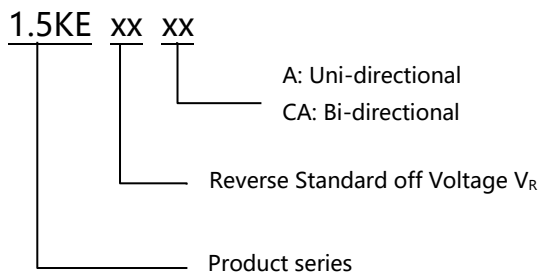 1.5KE xx xx
A: Uni-directional
CA: Bi-directional
Reverse Standard off Voltage VR
Product series